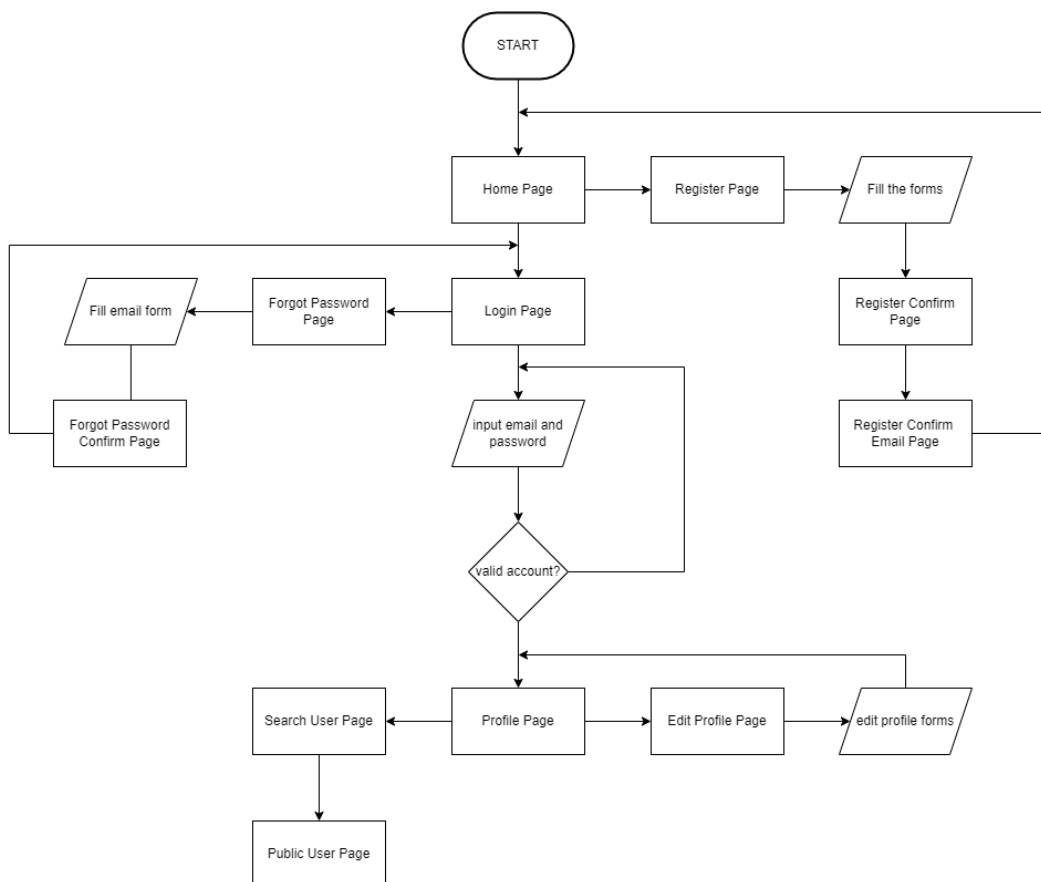 START
Home Page
Register Page
Fill the forms
Fill email form
Forgot Password
Page
Login Page
Register Confirm
Page
Forgot Password
Confirm Page
input email and
password
Register Confirm
Email Page
valid account?
Search User Page
Profile Page
Edit Profile Page
edit profile forms
Public User Page